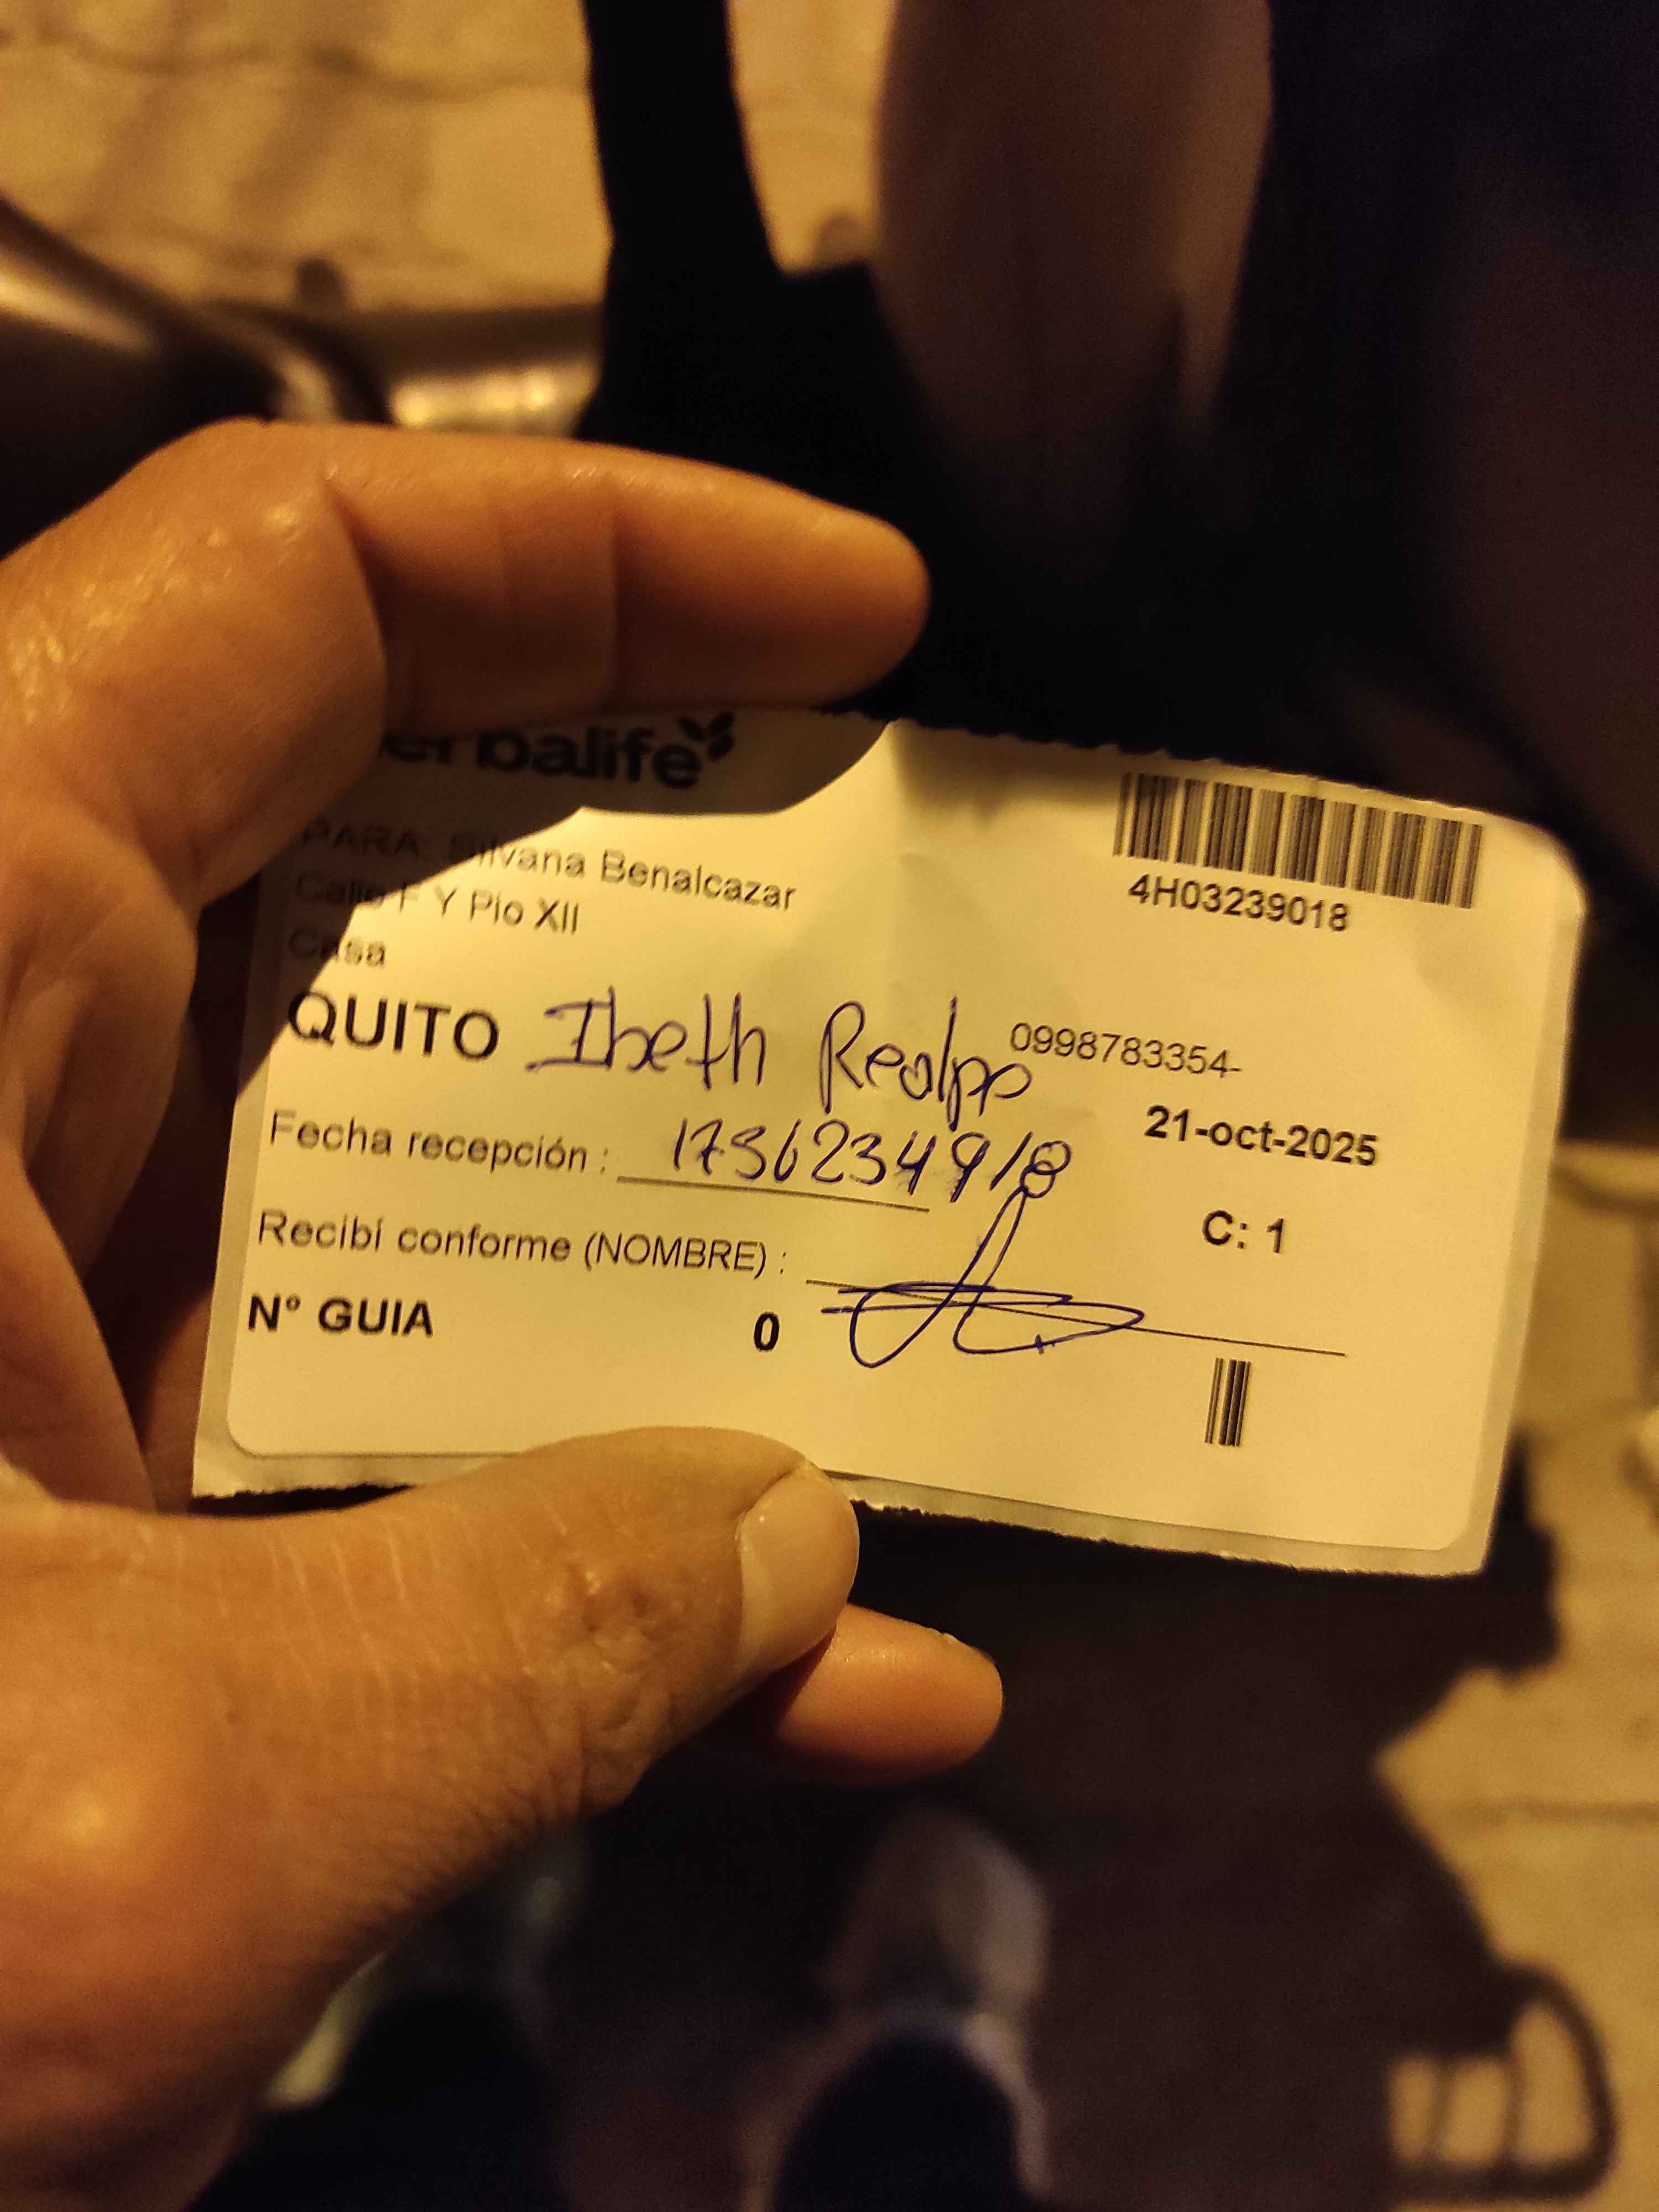 erbalife
4H03239018
PARA: Silvana Benalcazar
Calle F Y Pio XII
Casa
QUITO Ibeth Realpe 0998783354-
21-oct-2025
Fecha recepción : 1756234918
Recibí conforme (NOMBRE) :
C: 1
N° GUIA 0